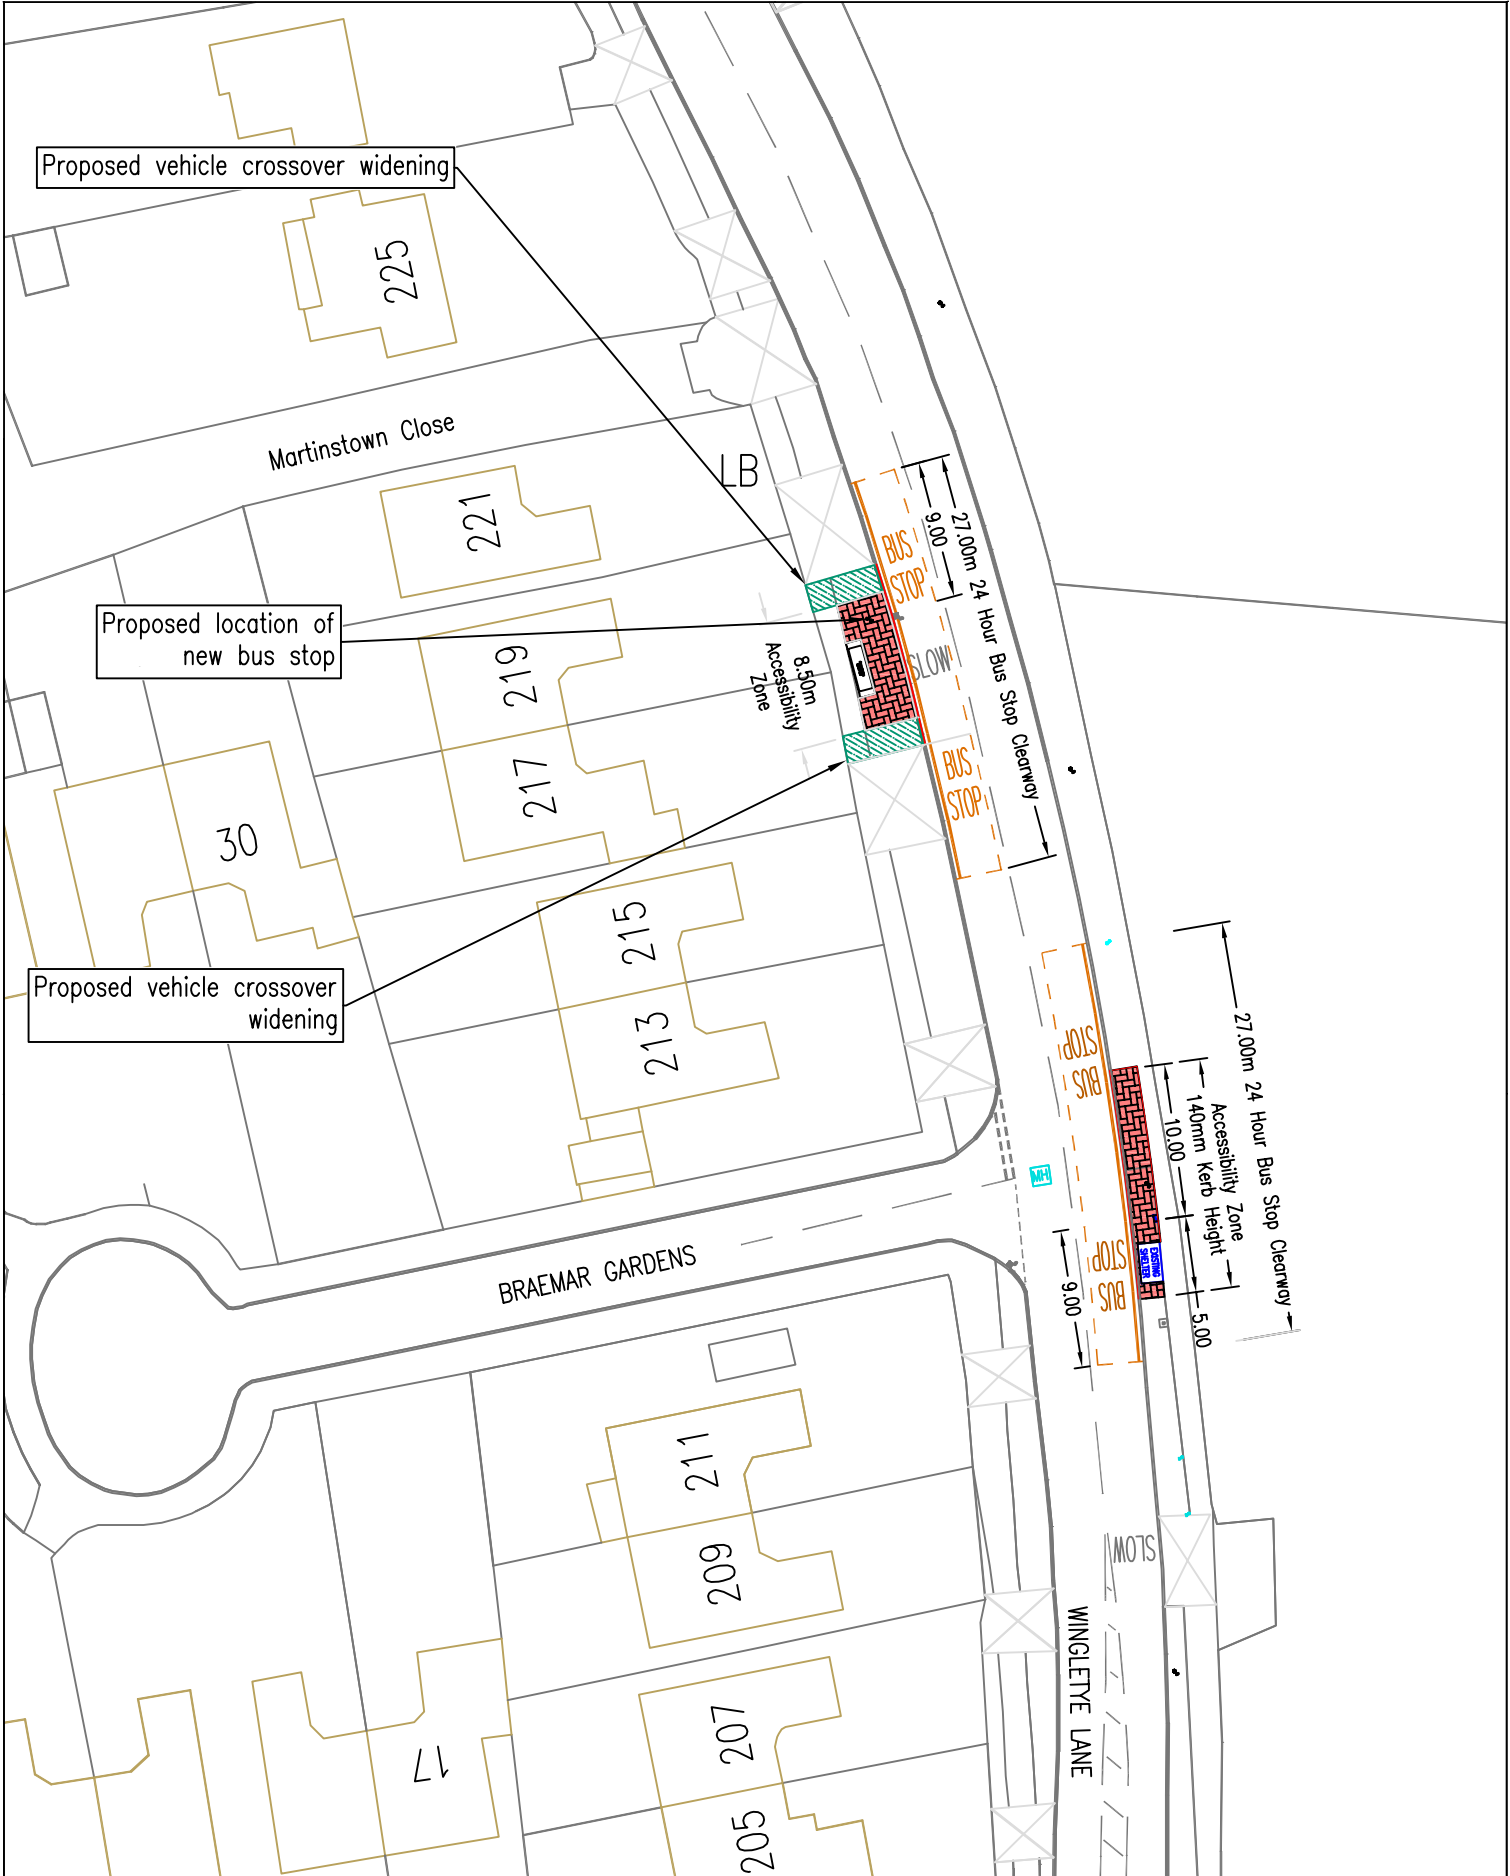 Proposed vehicle crossover widening
225
Martinstown Close
LB
221
BUS
STOP
9.00
27.00m 24 Hour Bus Stop Clearway
Proposed location of
new bus stop
219
8.50m
Accessibility
Zone
SLOW
217
BUS
STOP
30
215
Proposed vehicle crossover
widening
213
BUS
STOP
27.00m 24 Hour Bus Stop Clearway
Accessibility Zone
140mm Kerb Height
10.00
MH
EXISTING
SHELTER
BUS
STOP
9.00
5.00
BRAEMAR GARDENS
211
209
SLOW
WINGLETYE LANE
207
17
205